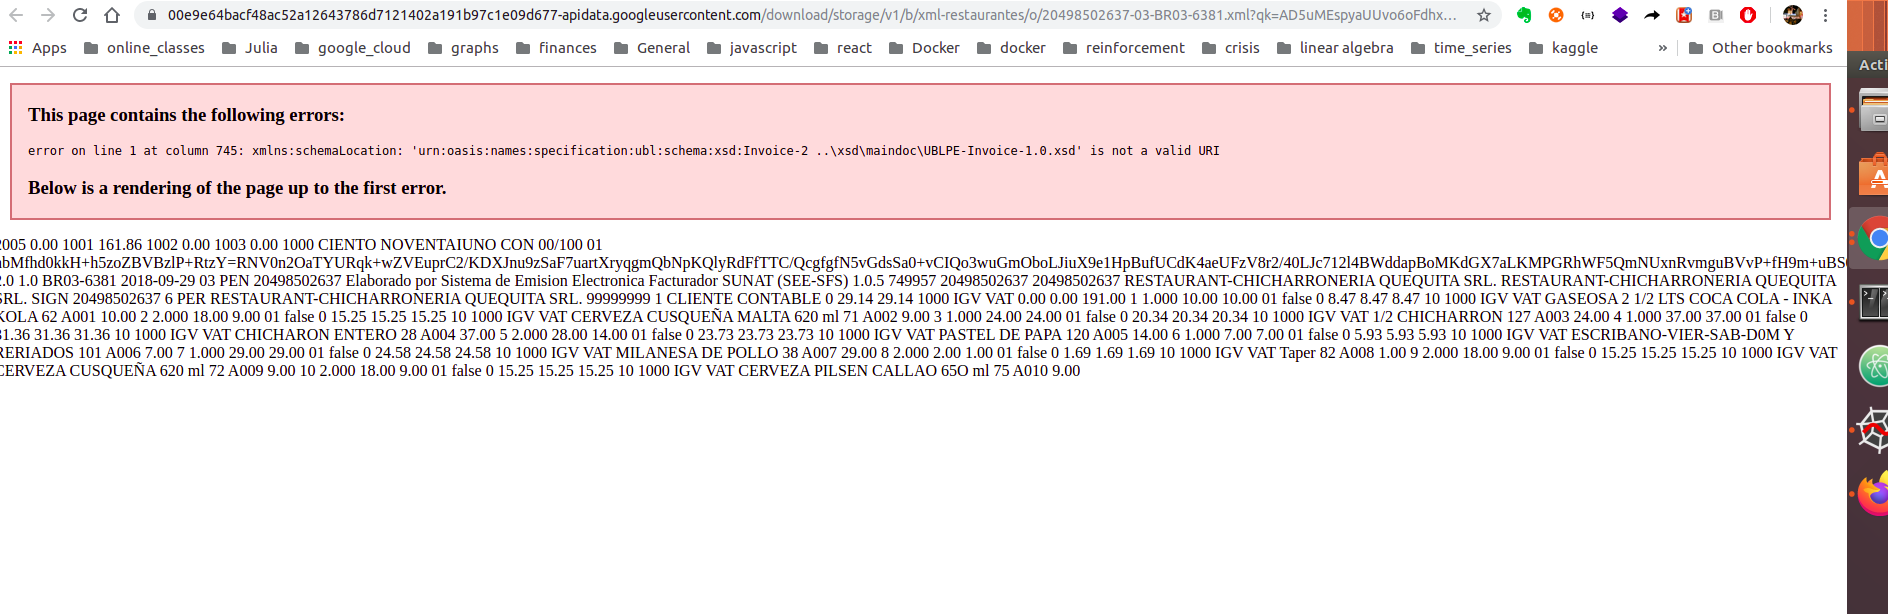 00e9e64bacf48ac52a12643786d7121402a191b97c1e09d677-apidata.googleusercontent.com/download/storage/v1/b/xml-restaurantes/o/20498502637-03-BR03-6381.xml?qk=AD5uMEspyaUUvo6oFdhx...
Apps online_classes Julia google_cloud graphs finances General javascript react Docker docker reinforcement crisis linear algebra time_series kaggle » Other bookmarks
Acti
This page contains the following errors:
error on line 1 at column 745: xmlns:schemaLocation: 'urn:oasis:names:specification:ubl:schema:xsd:Invoice-2 ..\xsd\maindoc\UBLPE-Invoice-1.0.xsd' is not a valid URI
Below is a rendering of the page up to the first error.
2005 0.00 1001 161.86 1002 0.00 1003 0.00 1000 CIENTO NOVENTAIUNO CON 00/100 01
abMfhd0kkH+h5zoZBVBzlP+RtzY=RNV0n2OaTYURqk+wZVEuprC2/KDXJnu9zSaF7uartXryqgmQbNpKQlyRdFfTTC/Qcgfgf​N5vGdsSa0+vCIQo3wuGmOboLJiuX9e1HpBufUCdK4aeUFzV8r2/40LJc712l4BWddapBoMKdGX7aLKMPGRhWF5QmNUxnRvmguBVvP+fH9m+uBS
2.0 1.0 BR03-6381 2018-09-29 03 PEN 20498502637 Elaborado por Sistema de Emision Electronica Facturador SUNAT (SEE-SFS) 1.0.5 749957 20498502637 20498502637 RESTAURANT-CHICHARRONERIA QUEQUITA SRL. RESTAURANT-CHICHARRONERIA QUEQUITA
SRL. SIGN 20498502637 6 PER RESTAURANT-CHICHARRONERIA QUEQUITA SRL. 99999999 1 CLIENTE CONTABLE 0 29.14 29.14 1000 IGV VAT 0.00 0.00 191.00 1 1.000 10.00 10.00 01 false 0 8.47 8.47 8.47 10 1000 IGV VAT GASEOSA 2 1/2 LTS COCA COLA - INKA
KOLA 62 A001 10.00 2 2.000 18.00 9.00 01 false 0 15.25 15.25 15.25 10 1000 IGV VAT CERVEZA CUSQUEÑA MALTA 620 ml 71 A002 9.00 3 1.000 24.00 24.00 01 false 0 20.34 20.34 20.34 10 1000 IGV VAT 1/2 CHICHARRON 127 A003 24.00 4 1.000 37.00 37.00 01 false 0
31.36 31.36 31.36 10 1000 IGV VAT CHICHARON ENTERO 28 A004 37.00 5 2.000 28.00 14.00 01 false 0 23.73 23.73 23.73 10 1000 IGV VAT PASTEL DE PAPA 120 A005 14.00 6 1.000 7.00 7.00 01 false 0 5.93 5.93 5.93 10 1000 IGV VAT ESCRIBANO-VIER-SAB-D0M Y
RERIADOS 101 A006 7.00 7 1.000 29.00 29.00 01 false 0 24.58 24.58 24.58 10 1000 IGV VAT MILANESA DE POLLO 38 A007 29.00 8 2.000 2.00 1.00 01 false 0 1.69 1.69 1.69 10 1000 IGV VAT Taper 82 A008 1.00 9 2.000 18.00 9.00 01 false 0 15.25 15.25 15.25 10 1000 IGV VAT
CERVEZA CUSQUEÑA 620 ml 72 A009 9.00 10 2.000 18.00 9.00 01 false 0 15.25 15.25 15.25 10 1000 IGV VAT CERVEZA PILSEN CALLAO 65O ml 75 A010 9.00